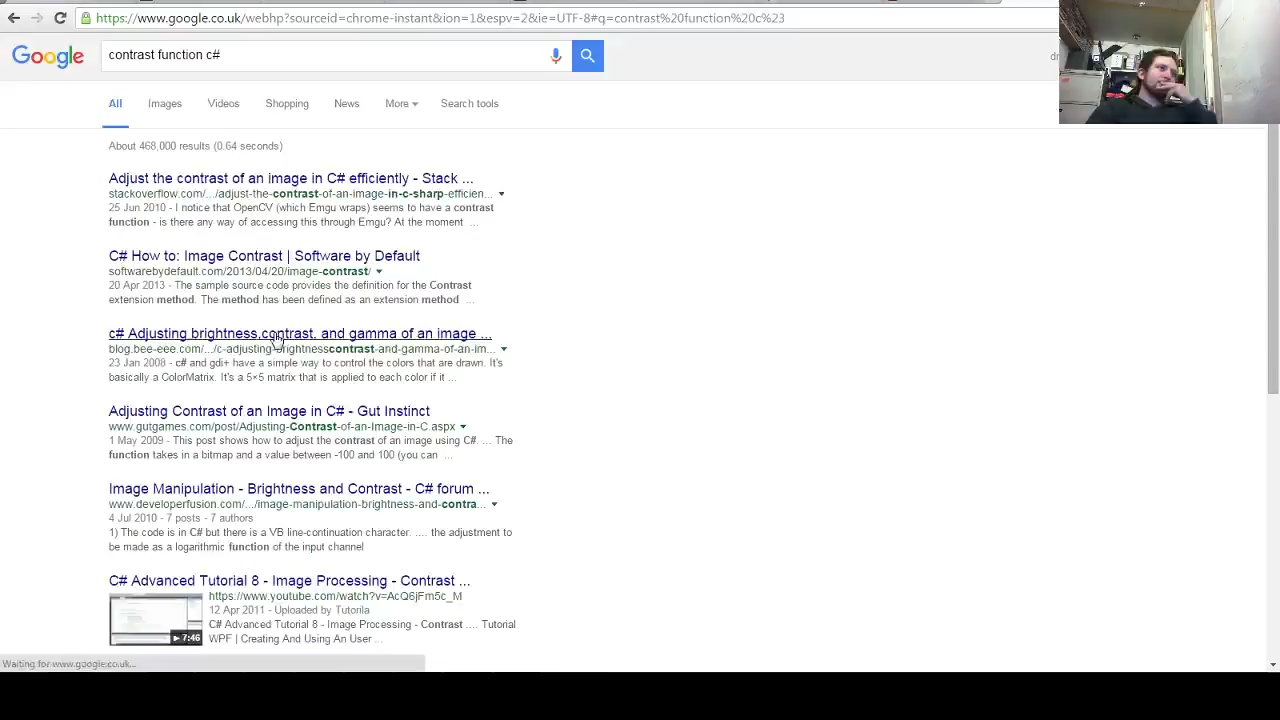 https://www.google.co.uk/webhp?sourceid=chrome-instant&ion=1&espv=2&ie=UTF-8#q=contrast%20function%20c%23
Google
contrast function c#
All Images Videos Shopping News More Search tools
About 468,000 results (0.64 seconds)
Adjust the contrast of an image in C# efficiently - Stack ...
stackoverflow.com/.../adjust-the-contrast-of-an-image-in-c-sharp-efficien...
25 Jun 2010 - I notice that OpenCV (which Emgu wraps) seems to have a contrast
function - is there any way of accessing this through Emgu? At the moment ...
C# How to: Image Contrast | Software by Default
softwarebydefault.com/2013/04/20/image-contrast/
20 Apr 2013 - The sample source code provides the definition for the Contrast
extension method. The method has been defined as an extension method ...
c# Adjusting brightness,contrast, and gamma of an image ...
blog.bee-eee.com/.../c-adjusting-brightnesscontrast-and-gamma-of-an-im...
23 Jan 2008 - c# and gdi+ have a simple way to control the colors that are drawn. It's
basically a ColorMatrix. It's a 5×5 matrix that is applied to each color if it ...
Adjusting Contrast of an Image in C# - Gut Instinct
www.gutgames.com/post/Adjusting-Contrast-of-an-Image-in-C.aspx
1 May 2009 - This post shows how to adjust the contrast of an image using C#. ... The
function takes in a bitmap and a value between -100 and 100 (you can ...
Image Manipulation - Brightness and Contrast - C# forum ...
www.developerfusion.com/.../image-manipulation-brightness-and-contra...
4 Jul 2010 - 7 posts - 7 authors
1) The code is in C# but there is a VB line-continuation character. .... the adjustment to
be made as a logarithmic function of the input channel
C# Advanced Tutorial 8 - Image Processing - Contrast ...
https://www.youtube.com/watch?v=AcQ6jFm5c_M
12 Apr 2011 - Uploaded by Tutorila
C# Advanced Tutorial 8 - Image Processing - Contrast .... Tutorial
WPF | Creating And Using An User ...
7:46
Waiting for www.google.co.uk...